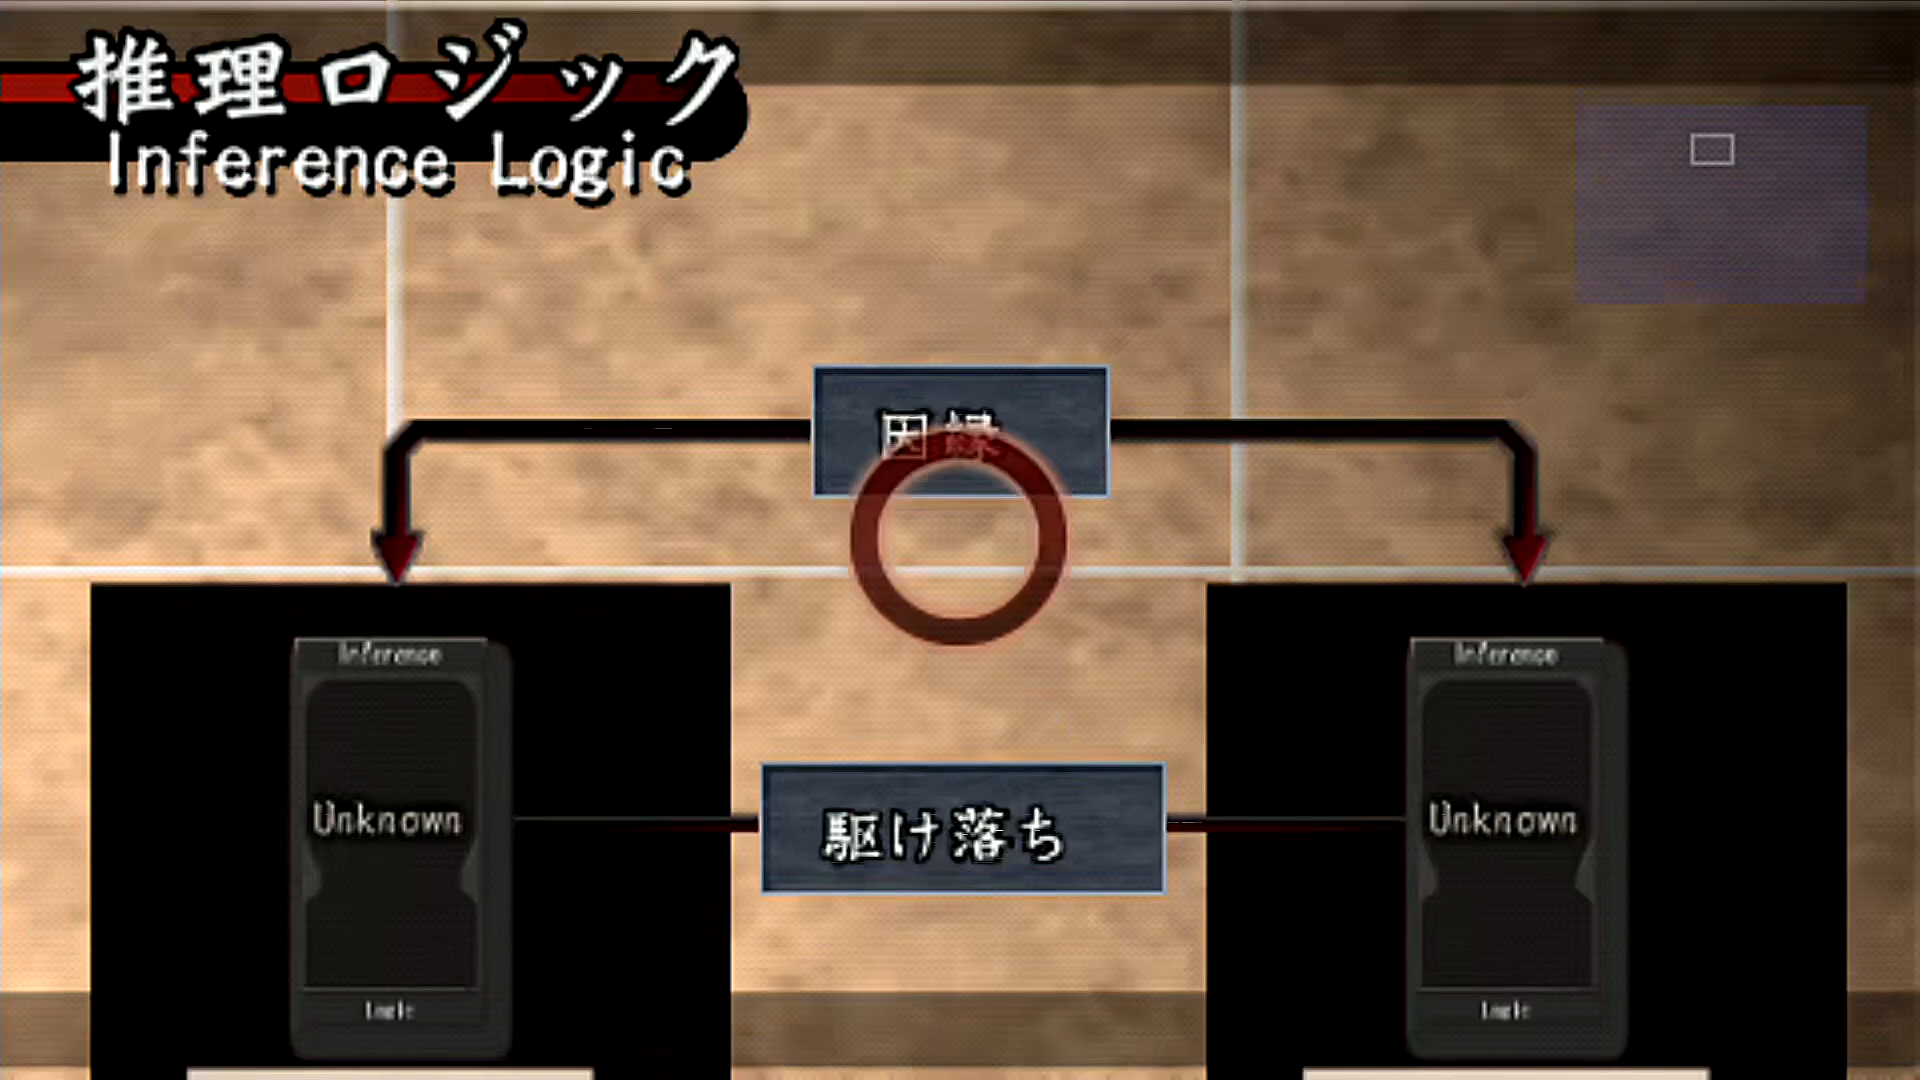 推理ロジック
Inference Logic
因縁
Inference
Inference
Unknown
駆け落ち
Unknown
Logic
Logic